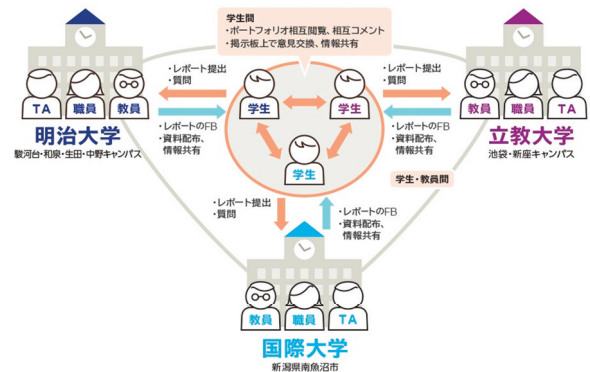 学生間
・ポートフォリオ相互閲覧、相互コメント
・掲示板上で意見交換、情報共有
・レポート提出
・質問
・レポート提出
・質問
TA
職員
教員
学生
学生
教員
職員
TA
明治大学
駿河台・和泉・生田・中野キャンパス
・レポートのFB
・資料配布、
情報共有
学生
・レポートのFB
・資料配布、
情報共有
立教大学
池袋・新座キャンパス
学生・教員間
・レポート提出
・質問
・レポートのFB
・資料配布、
情報共有
教員
職員
TA
国際大学
新潟県南魚沼市